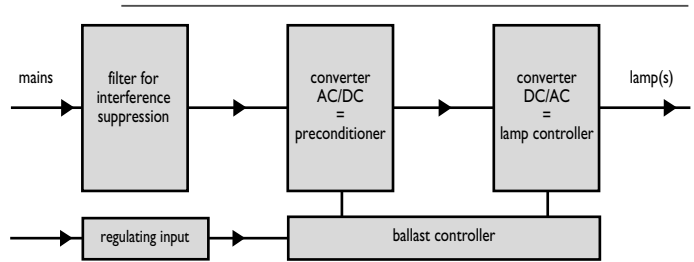 mains
filter for
interference
suppression
converter
AC/DC
=
preconditioner
converter
DC/AC
=
lamp controller
lamp(s)
regulating input
ballast controller